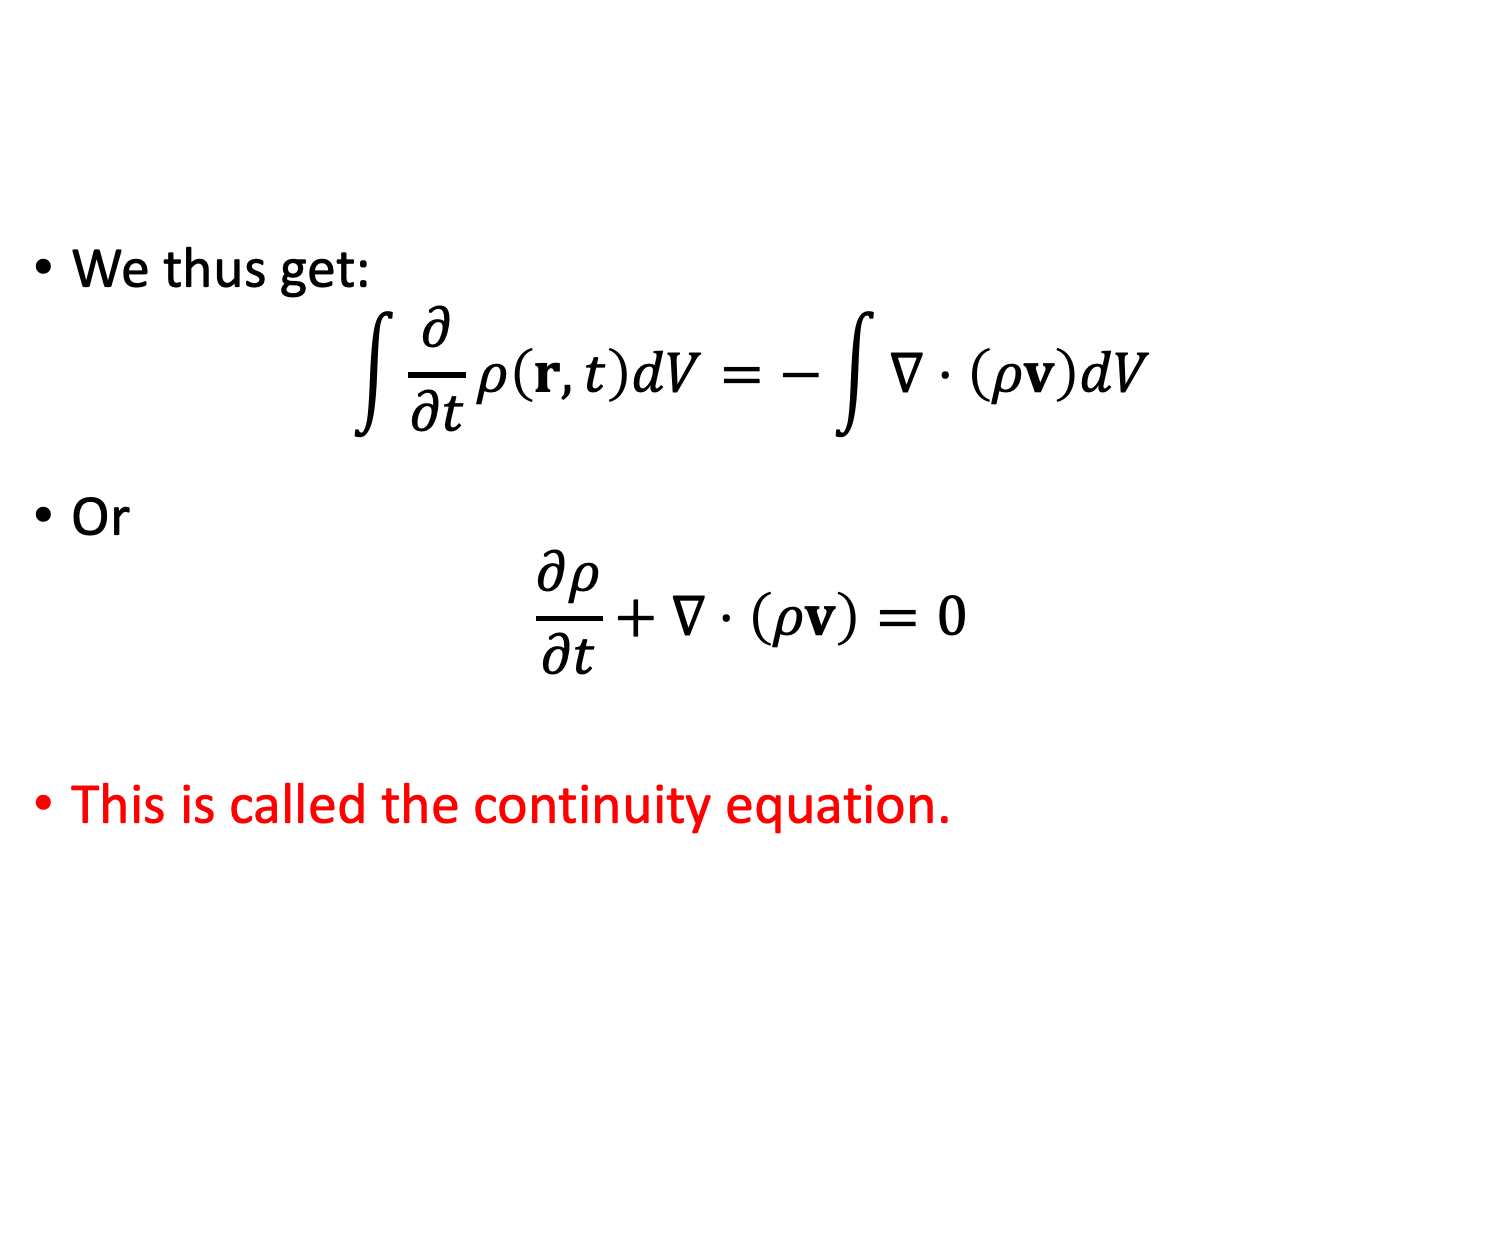 • We thus get:
∫ ∂/∂t ρ(𝐫, t)dV = − ∫ ∇ · (ρ𝐯)dV
• Or
∂ρ/∂t + ∇ · (ρ𝐯) = 0
• This is called the continuity equation.